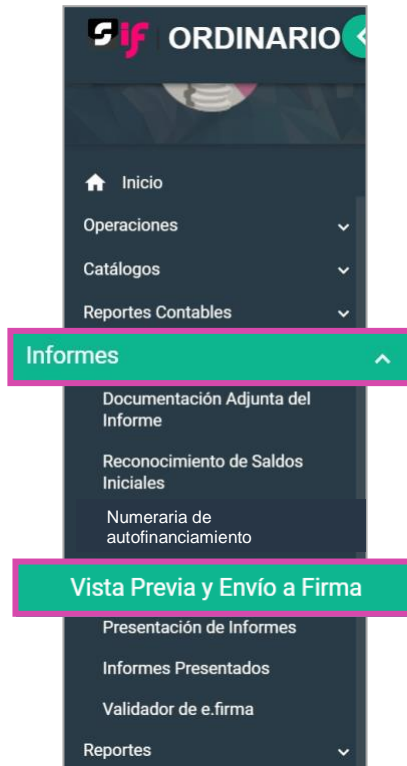 sif ORDINARIO
Inicio
Operaciones
Catálogos
Reportes Contables
Informes
Documentación Adjunta del
Informe
Reconocimiento de Saldos
Iniciales
Numeraria de
autofinanciamiento
Vista Previa y Envío a Firma
Presentación de Informes
Informes Presentados
Validador de e.firma
Reportes